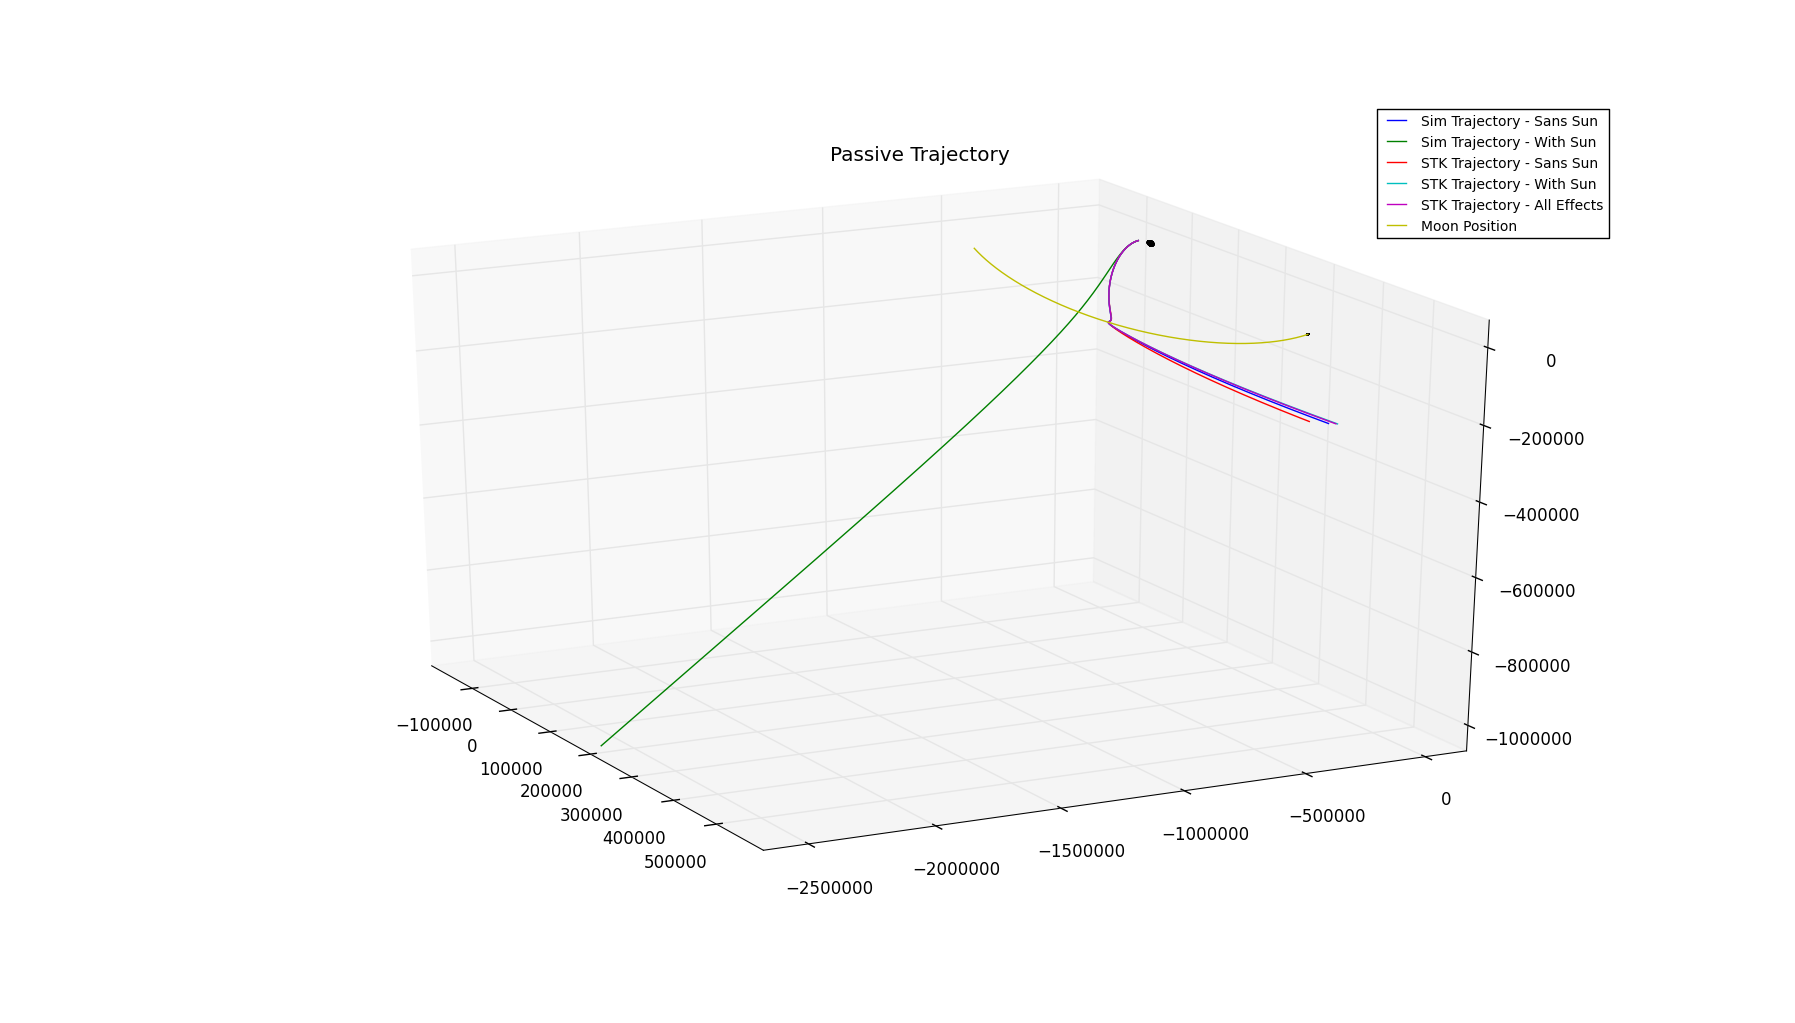 Passive Trajectory
Sim Trajectory - Sans Sun
Sim Trajectory - With Sun
STK Trajectory - Sans Sun
STK Trajectory - With Sun
STK Trajectory - All Effects
Moon Position
0
−200000
−400000
−600000
−800000
−1000000
−100000
0
100000
200000
300000
400000
500000
−2500000
−2000000
−1500000
−1000000
−500000
0